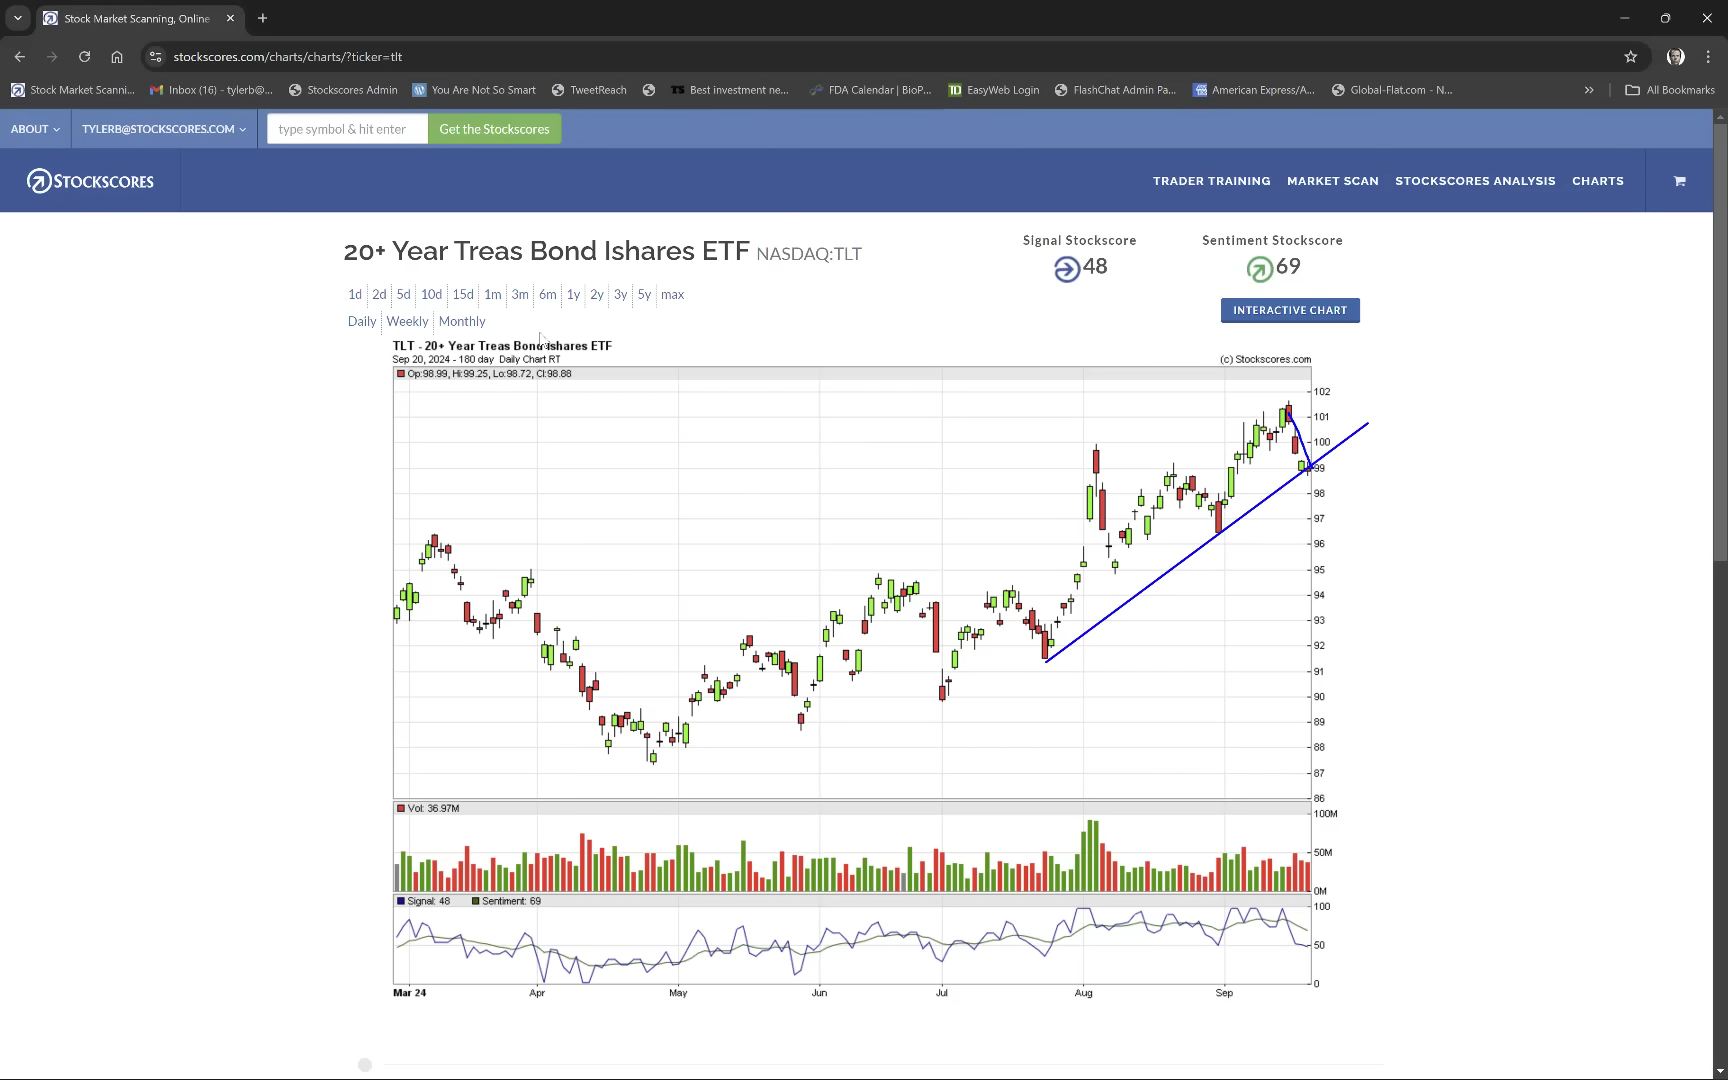 Stock Market Scanning, Online
stockscores.com/charts/charts/?ticker=tlt
Stock Market Scanni... Inbox (16) - tylerb@... Stockscores Admin You Are Not So Smart TweetReach TS Best investment ne... FDA Calendar | BioP... TD EasyWeb Login FlashChat Admin Pa... American Express/A... Global-Flat.com - N... » All Bookmarks
ABOUT TYLERB@STOCKSCORES.COM type symbol & hit enter Get the Stockscores
STOCKSCORES TRADER TRAINING MARKET SCAN STOCKSCORES ANALYSIS CHARTS
20+ Year Treas Bond Ishares ETF NASDAQ:TLT
Signal Stockscore Sentiment Stockscore
48 69
1d 2d 5d 10d 15d 1m 3m 6m 1y 2y 3y 5y max
INTERACTIVE CHART
Daily Weekly Monthly
TLT - 20+ Year Treas Bond Ishares ETF
Sep 20, 2024 - 180 day Daily Chart RT (c) Stockscores.com
Op:98.99, Hi:99.25, Lo:98.72, Cl:98.88
102
101
100
99
98
97
96
95
94
93
92
91
90
89
88
87
86
Vol: 36.97M
100M
50M
0M
Signal: 48 Sentiment: 69
100
50
0
Mar 24 Apr May Jun Jul Aug Sep